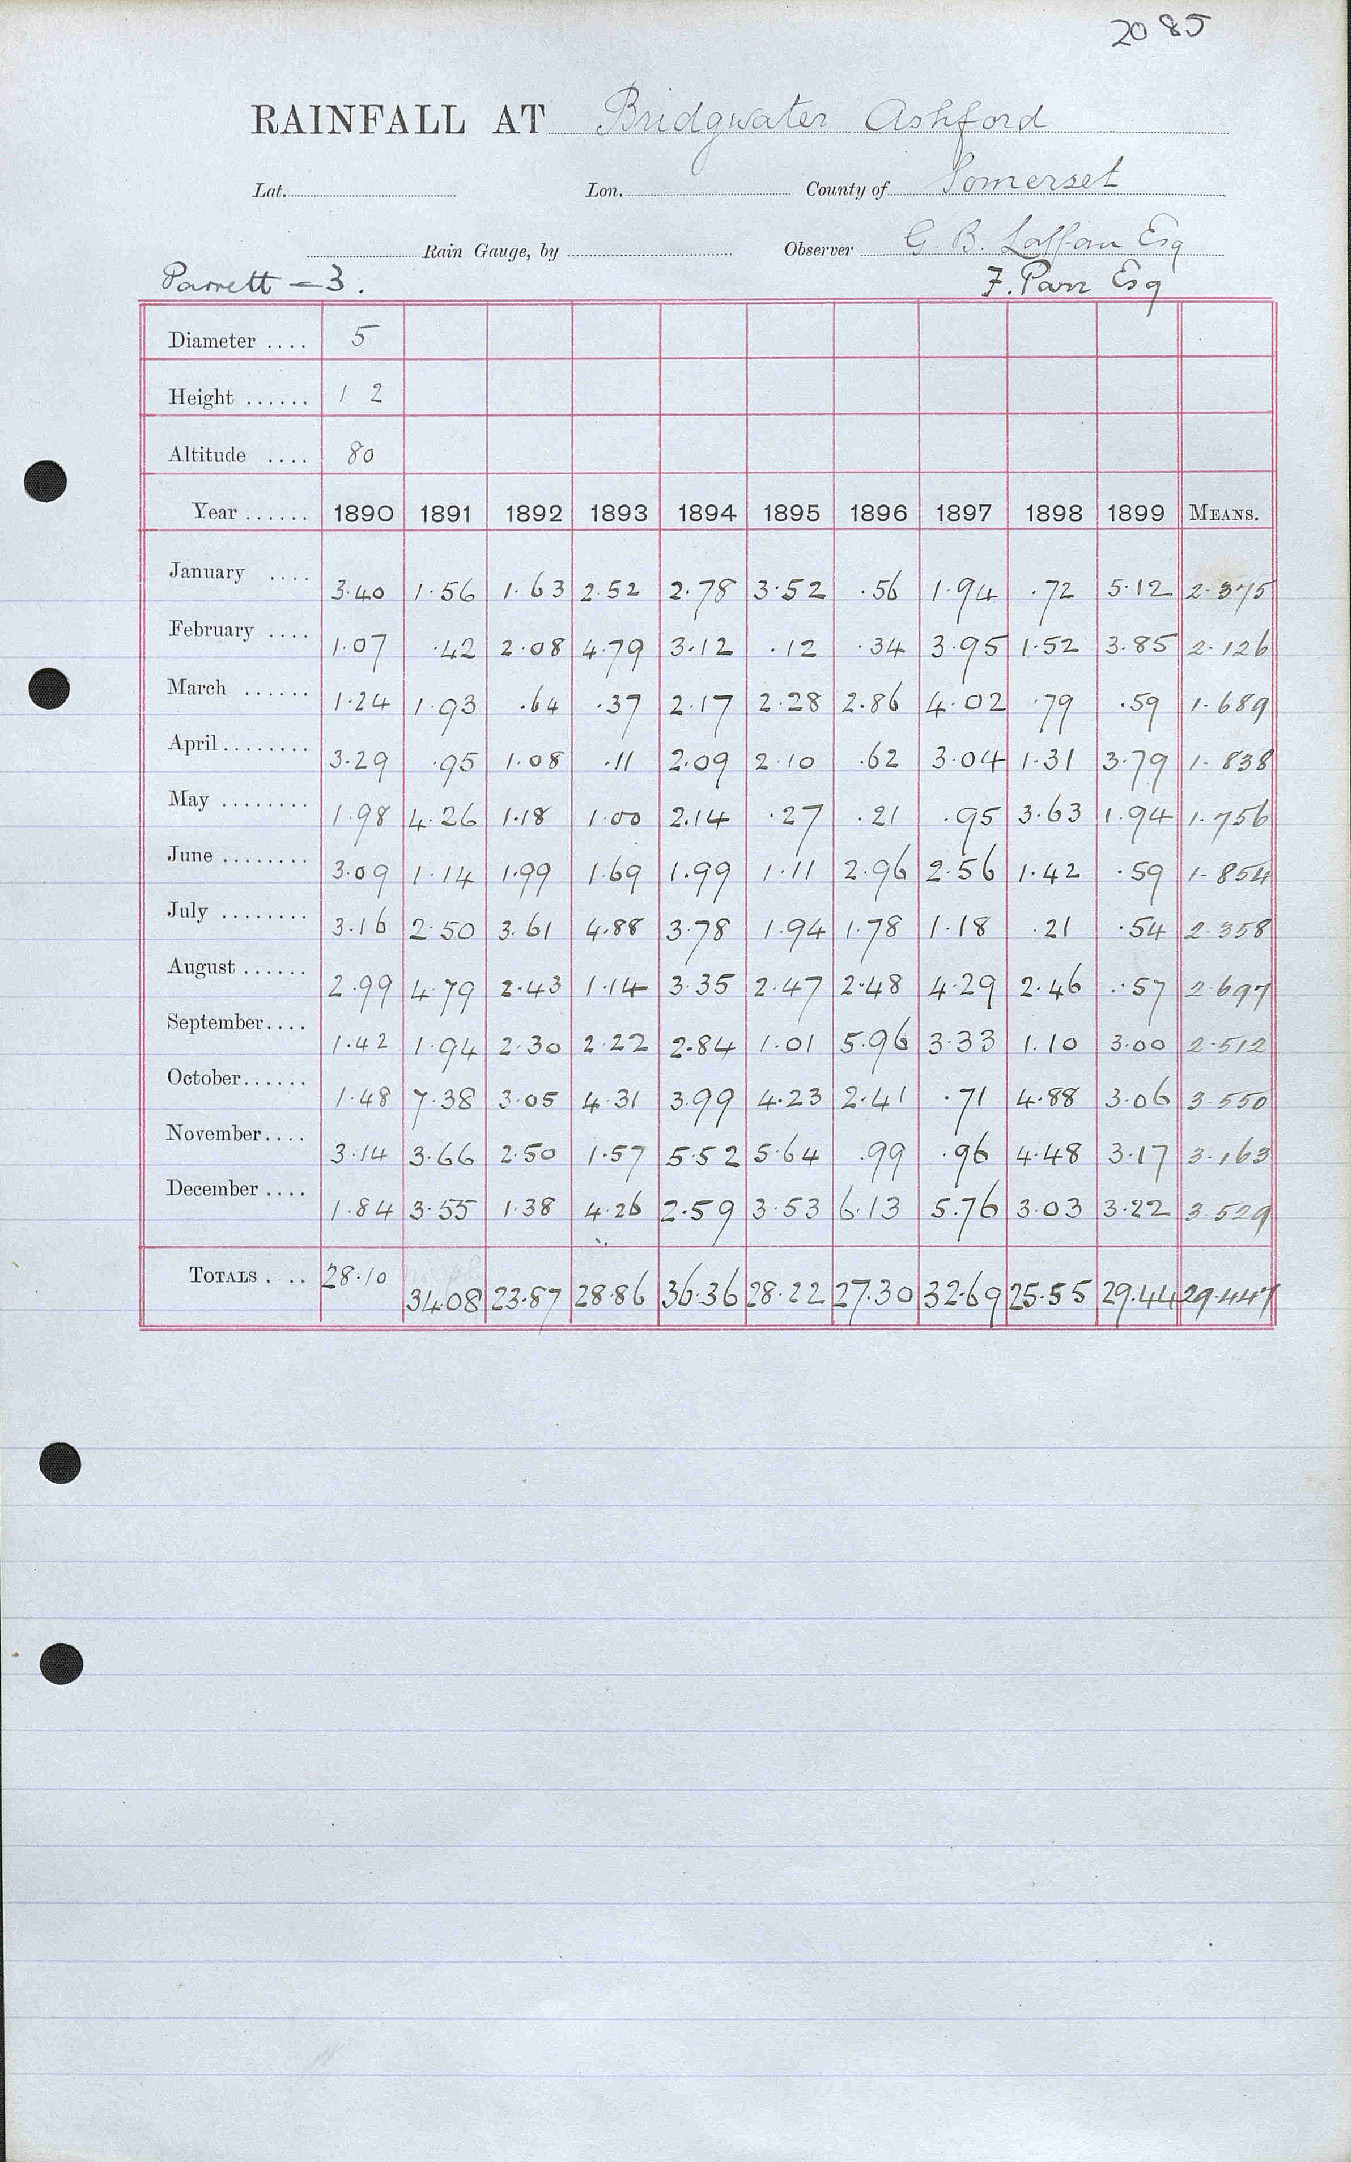 2085
RAINFALL AT Bridgwater Ashford
Lat. Lon. County of Somerset
Rain Gauge, by Observer G. B. Laffan Esq
Parrett – 3. F. Parr Esq
Diameter .... 5
Height ...... 1 2
Altitude .... 80
Year ...... 1890 1891 1892 1893 1894 1895 1896 1897 1898 1899 MEANS.
January .... 3.40 1.56 1.63 2.52 2.78 3.52 .56 1.94 .72 5.12 2.375
February .... 1.07 .42 2.08 4.79 3.12 .12 .34 3.95 1.52 3.85 2.126
March ...... 1.24 1.93 .64 .37 2.17 2.28 2.86 4.02 .79 .59 1.689
April ........ 3.29 .95 1.08 .11 2.09 2.10 .62 3.04 1.31 3.79 1.838
May ........ 1.98 4.26 1.18 1.00 2.14 .27 .21 .95 3.63 1.94 1.756
June ........ 3.09 1.14 1.99 1.69 1.99 1.11 2.96 2.56 1.42 .59 1.854
July ........ 3.16 2.50 3.61 4.88 3.78 1.94 1.78 1.18 .21 .54 2.358
August ...... 2.99 4.79 2.43 1.14 3.35 2.47 2.48 4.29 2.46 .57 2.697
September.... 1.42 1.94 2.30 2.22 2.84 1.01 5.96 3.33 1.10 3.00 2.512
October...... 1.48 7.38 3.05 4.31 3.99 4.23 2.41 .71 4.88 3.06 3.550
November.... 3.14 3.66 2.50 1.57 5.52 5.64 .99 .96 4.48 3.17 3.163
December .... 1.84 3.55 1.38 4.26 2.59 3.53 6.13 5.76 3.03 3.22 3.529
TOTALS . .. 28.10 34.08 23.87 28.86 36.36 28.22 27.30 32.69 25.55 29.44 29.447